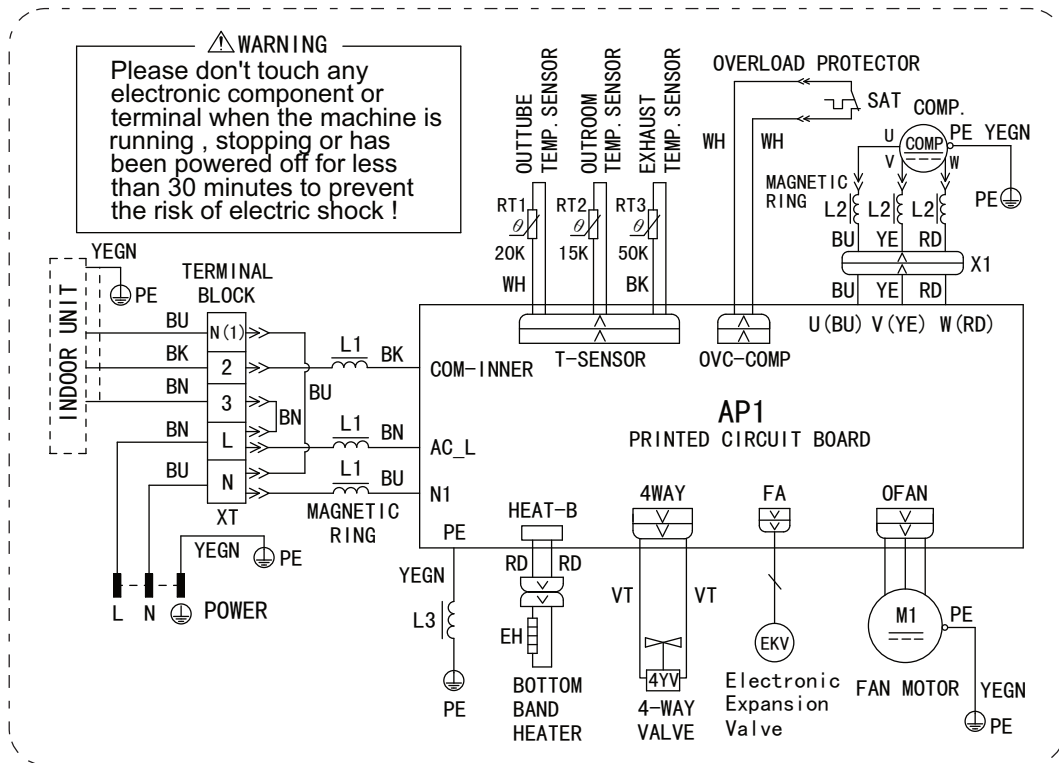 WARNING
Please don't touch any
electronic component or
terminal when the machine is
running , stopping or has
been powered off for less
than 30 minutes to prevent
the risk of electric shock !
OUTTUBE
TEMP.SENSOR
OUTROOM
TEMP.SENSOR
EXHAUST
TEMP.SENSOR
RT1
θ
20K
RT2
θ
15K
RT3
θ
50K
WH
BK
OVERLOAD PROTECTOR
SAT
WH
WH
COMP.
COMP
U
V
W
PE
YEGN
PE
MAGNETIC
RING
L2
L2
L2
BU
YE
RD
X1
BU
YE
RD
U(BU)
V(YE)
W(RD)
YEGN
PE
INDOOR UNIT
TERMINAL
BLOCK
BU
BK
BN
BN
BU
N(1)
2
3
L
N
XT
BU
BN
L1
BK
L1
BN
L1
BU
MAGNETIC
RING
COM-INNER
AC_L
N1
PE
T-SENSOR
OVC-COMP
AP1
PRINTED CIRCUIT BOARD
HEAT-B
4WAY
FA
OFAN
YEGN
PE
L
N
POWER
YEGN
L3
PE
RD
RD
EH
BOTTOM
BAND
HEATER
VT
VT
4YV
4-WAY
VALVE
EKV
Electronic
Expansion
Valve
M1
PE
FAN MOTOR
YEGN
PE